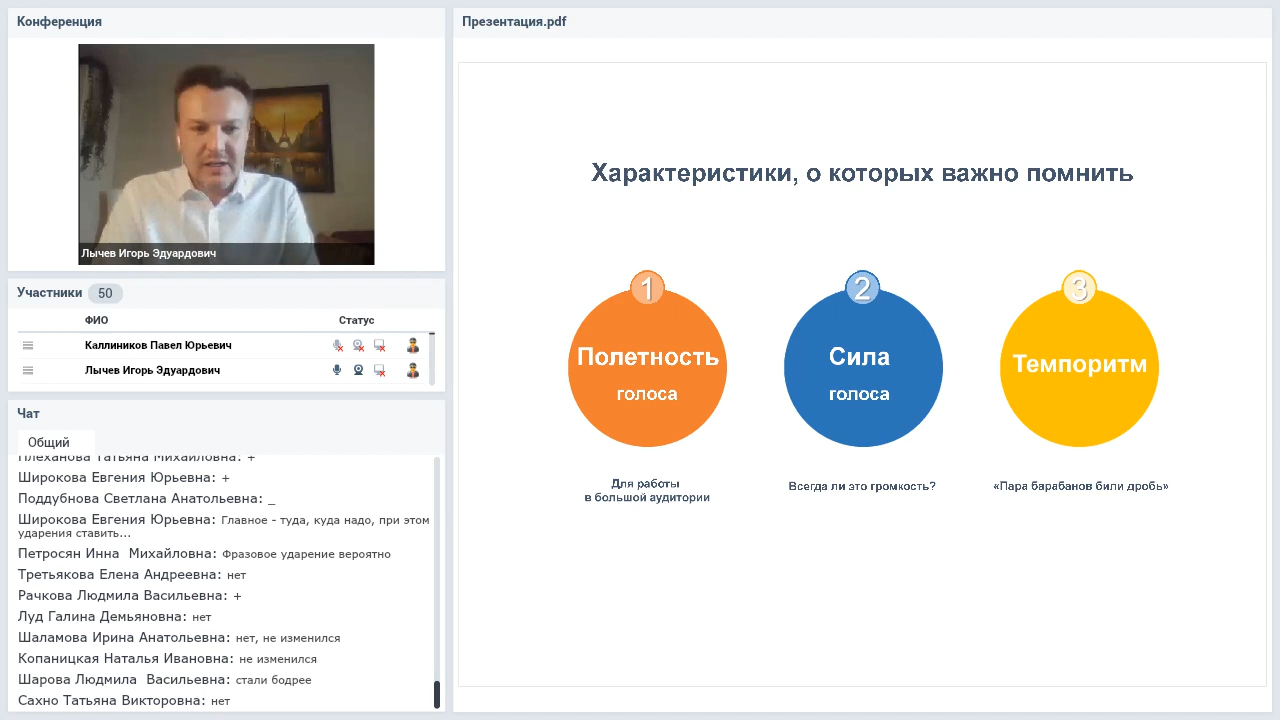 Конференция
Лычев Игорь Эдуардович
Участники 50
ФИО Статус
Каллиников Павел Юрьевич
Лычев Игорь Эдуардович
Чат
Общий
Плеханова Татьяна Михайловна: +
Широкова Евгения Юрьевна: +
Поддубнова Светлана Анатольевна: _
Широкова Евгения Юрьевна: Главное - туда, куда надо, при этом
ударения ставить...
Петросян Инна Михайловна: Фразовое ударение вероятно
Третьякова Елена Андреевна: нет
Рачкова Людмила Васильевна: +
Луд Галина Демьяновна: нет
Шаламова Ирина Анатольевна: нет, не изменился
Копаницкая Наталья Ивановна: не изменился
Шарова Людмила Васильевна: стали бодрее
Сахно Татьяна Викторовна: нет
Презентация.pdf
Характеристики, о которых важно помнить
1
Полетность
голоса
Для работы
в большой аудитории
2
Сила
голоса
Всегда ли это громкость?
3
Темпоритм
«Пара барабанов били дробь»